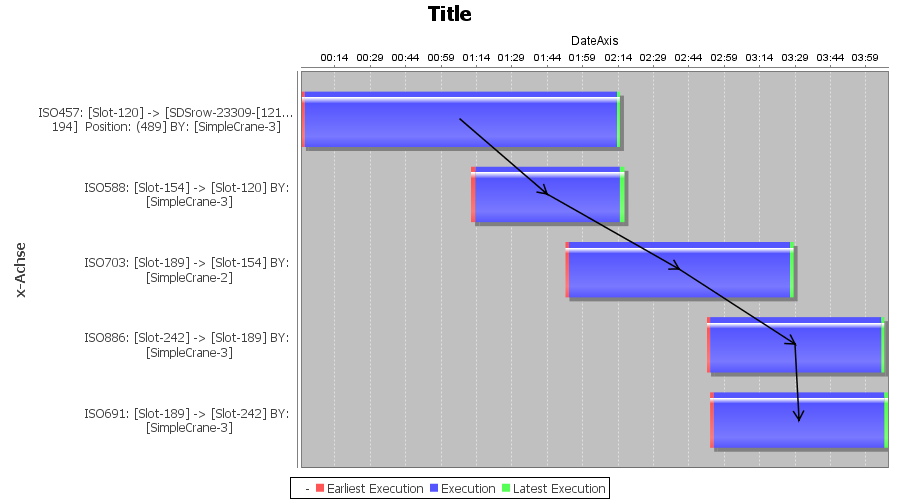 Title
DateAxis
00:14 00:29 00:44 00:59 01:14 01:29 01:44 01:59 02:14 02:29 02:44 02:59 03:14 03:29 03:44 03:59
x-Achse
ISO457: [Slot-120] -> [SDSrow-23309-[121...
194] Position: (489] BY: [SimpleCrane-3]
ISO588: [Slot-154] -> [Slot-120] BY:
[SimpleCrane-3]
ISO703: [Slot-189] -> [Slot-154] BY:
[SimpleCrane-2]
ISO886: [Slot-242] -> [Slot-189] BY:
[SimpleCrane-3]
ISO691: [Slot-189] -> [Slot-242] BY:
[SimpleCrane-3]
- Earliest Execution Execution Latest Execution